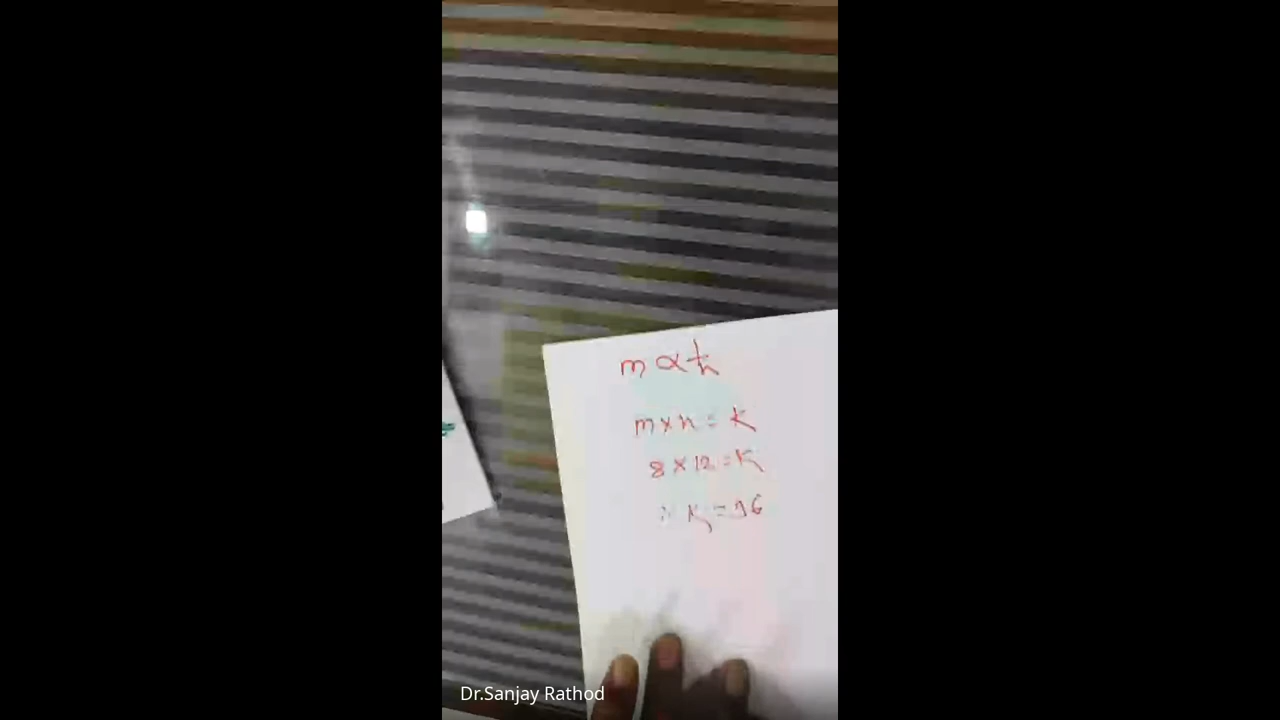 m ∝ 1/n
m × n = K
8 × 12 = K
∴ K = 96
Dr.Sanjay Rathod